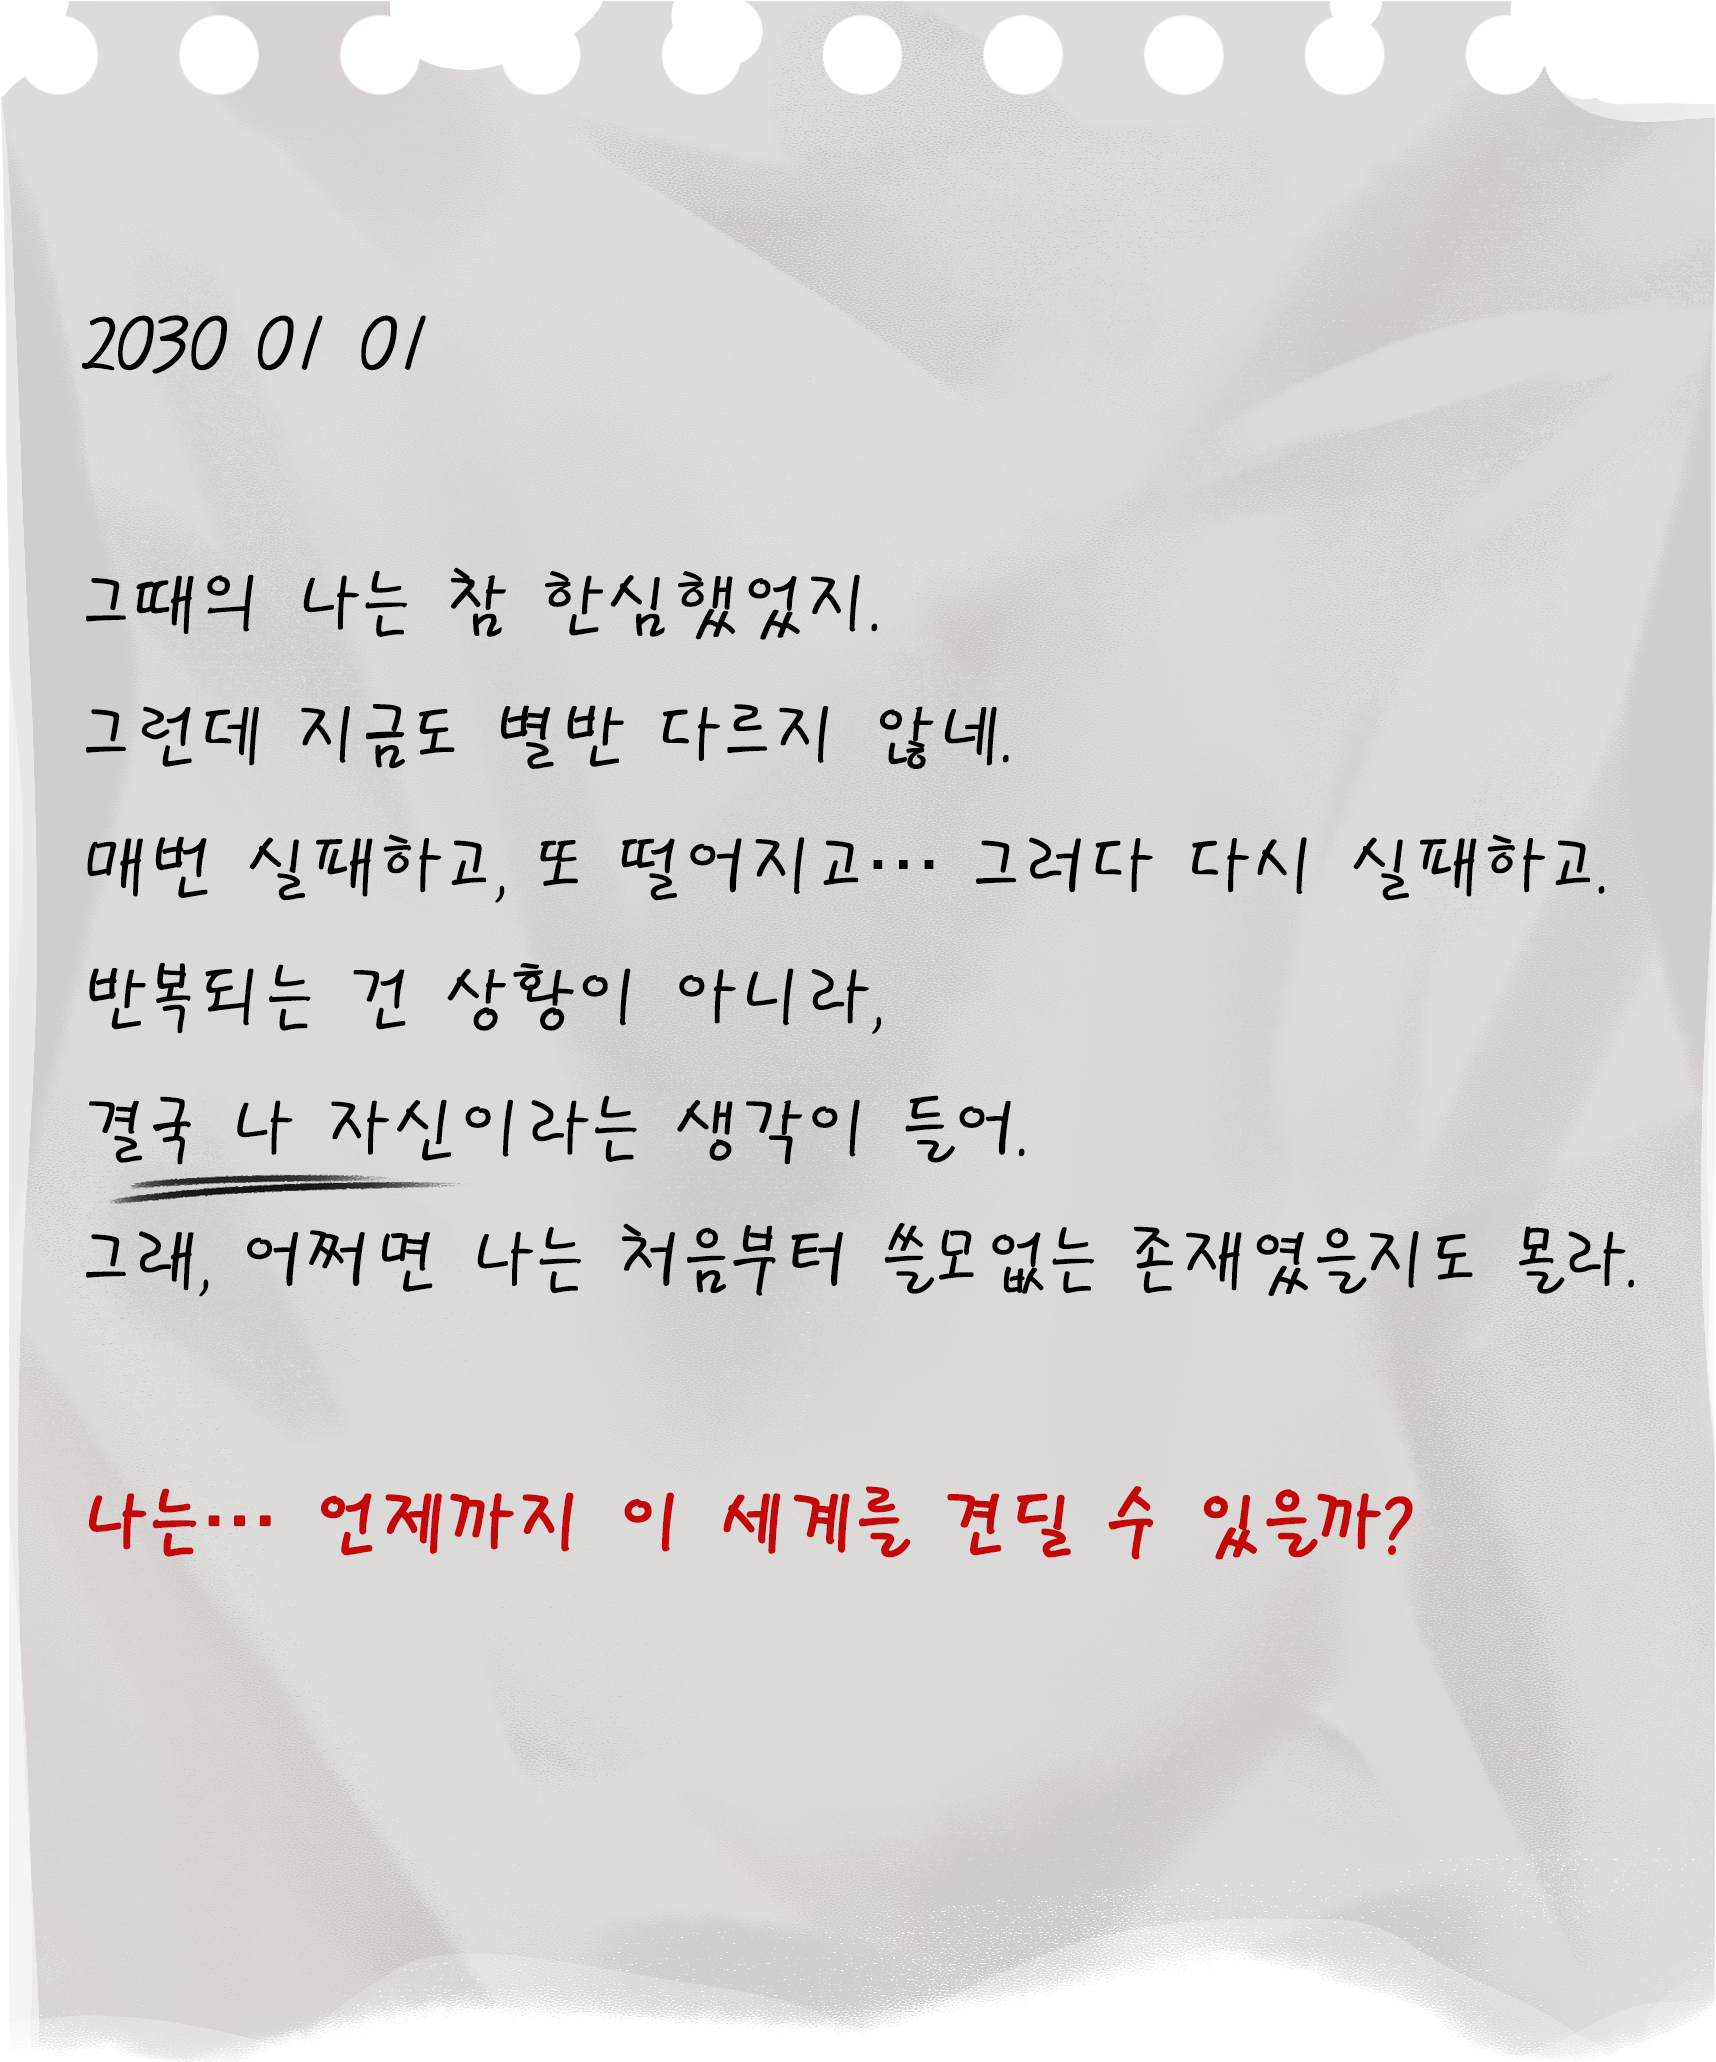 2030 01 01
그때의 나는 참 한심했었지.
그런데 지금도 별반 다르지 않네.
매번 실패하고, 또 떨어지고… 그러다 다시 실패하고.
반복되는 건 상황이 아니라,
결국 나 자신이라는 생각이 들어.
그래, 어쩌면 나는 처음부터 쓸모없는 존재였을지도 몰라.
나는… 언제까지 이 세계를 견딜 수 있을까?